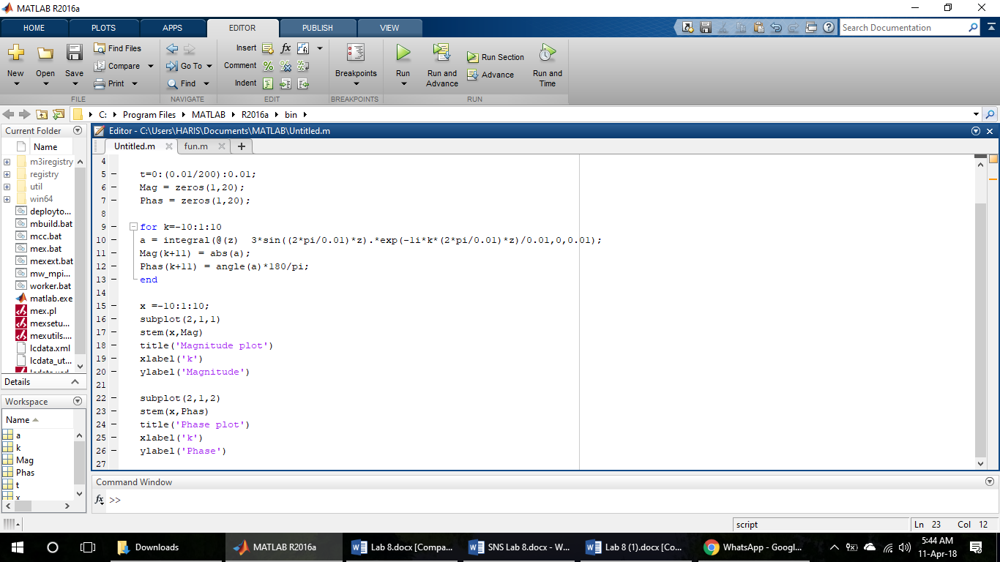 MATLAB R2016a
HOME PLOTS APPS EDITOR PUBLISH VIEW
Search Documentation
New Open Save
Find Files
Compare
Print
Go To
Find
Insert
Comment
Indent
Breakpoints
Run
Run and Advance
Run Section
Advance
Run and Time
FILE NAVIGATE EDIT BREAKPOINTS RUN
C: Program Files MATLAB R2016a bin
Current Folder
Name
m3iregistry
registry
util
win64
deployto...
mbuild.bat
mcc.bat
mex.bat
mexext.bat
mw_mpi...
worker.bat
matlab.exe
mex.pl
mexsetu...
mexutils....
lcdata.xml
lcdata_ut...
Details
Workspace
Name
a
k
Mag
Phas
t
x
Editor - C:\Users\HARIS\Documents\MATLAB\Untitled.m
Untitled.m fun.m
4
5 t=0:(0.01/200):0.01;
6 Mag = zeros(1,20);
7 Phas = zeros(1,20);
8
9 for k=-10:1:10
10 a = integral(@(z) 3*sin((2*pi/0.01)*z).*exp(-1i*k*(2*pi/0.01)*z)/0.01,0,0.01);
11 Mag(k+11) = abs(a);
12 Phas(k+11) = angle(a)*180/pi;
13 end
14
15 x =-10:1:10;
16 subplot(2,1,1)
17 stem(x,Mag)
18 title('Magnitude plot')
19 xlabel('k')
20 ylabel('Magnitude')
21
22 subplot(2,1,2)
23 stem(x,Phas)
24 title('Phase plot')
25 xlabel('k')
26 ylabel('Phase')
27
Command Window
fx >>
script Ln 23 Col 12
Downloads MATLAB R2016a Lab 8.docx [Compa... SNS Lab 8.docx - W... Lab 8 (1).docx [Co... WhatsApp - Googl...
5:44 AM
11-Apr-18